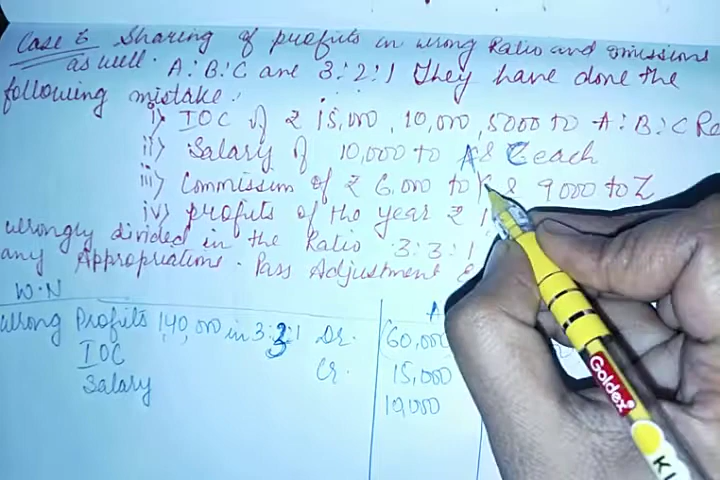 Case 6 Sharing of profits in wrong Ratio and omissions
as well. A:B:C are 3:2:1 They have done the
following mistake:
i) IOC of ₹ 15,000, 10,000, 5000 to A:B:C Re
ii) Salary of 10,000 to A & C each
iii) Commission of ₹ 6,000 to & 9000 to Z
iv) profits of the year ₹ 1
wrongly divided in the Ratio 3:3:1
any Appropriations. Pass Adjustment
W.N
A
Wrong Profits 140,000 in 3:3:1 Dr. 60,000
IOC Cr. 15,000
Salary 10,000
Goldex
KI